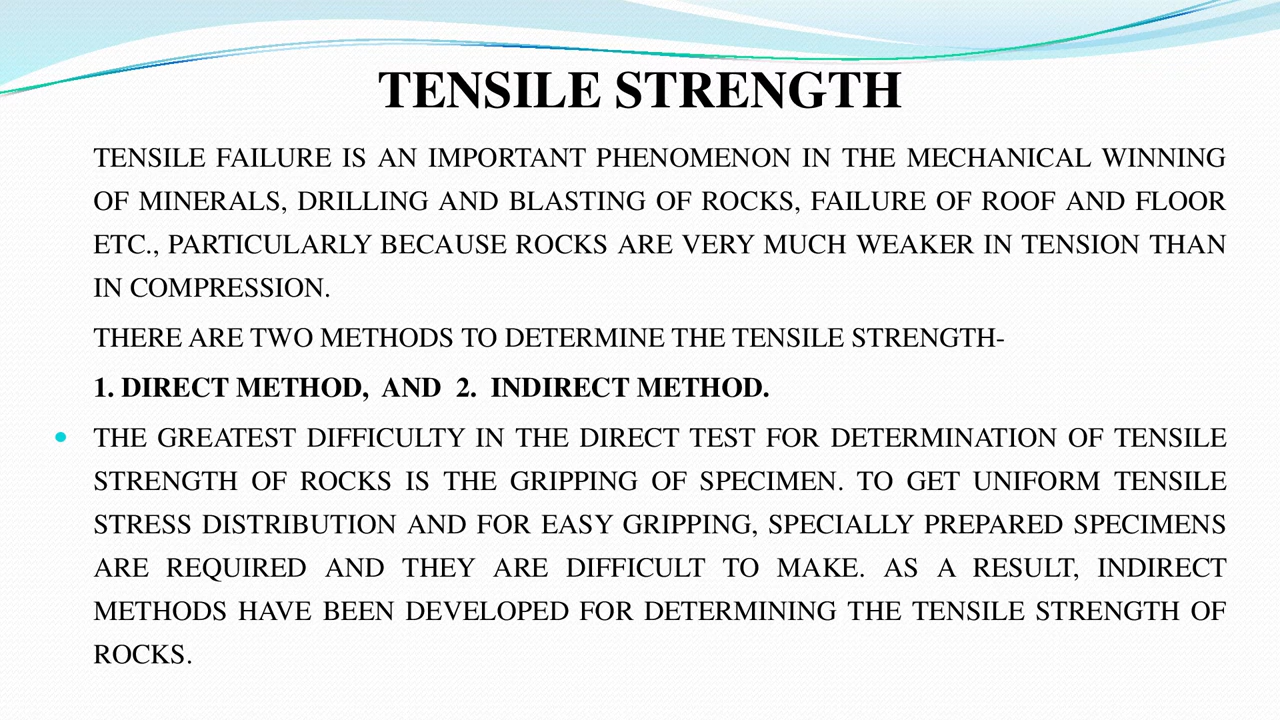 TENSILE STRENGTH
TENSILE FAILURE IS AN IMPORTANT PHENOMENON IN THE MECHANICAL WINNING
OF MINERALS, DRILLING AND BLASTING OF ROCKS, FAILURE OF ROOF AND FLOOR
ETC., PARTICULARLY BECAUSE ROCKS ARE VERY MUCH WEAKER IN TENSION THAN
IN COMPRESSION.
THERE ARE TWO METHODS TO DETERMINE THE TENSILE STRENGTH-
1. DIRECT METHOD, AND 2. INDIRECT METHOD.
• THE GREATEST DIFFICULTY IN THE DIRECT TEST FOR DETERMINATION OF TENSILE
STRENGTH OF ROCKS IS THE GRIPPING OF SPECIMEN. TO GET UNIFORM TENSILE
STRESS DISTRIBUTION AND FOR EASY GRIPPING, SPECIALLY PREPARED SPECIMENS
ARE REQUIRED AND THEY ARE DIFFICULT TO MAKE. AS A RESULT, INDIRECT
METHODS HAVE BEEN DEVELOPED FOR DETERMINING THE TENSILE STRENGTH OF
ROCKS.